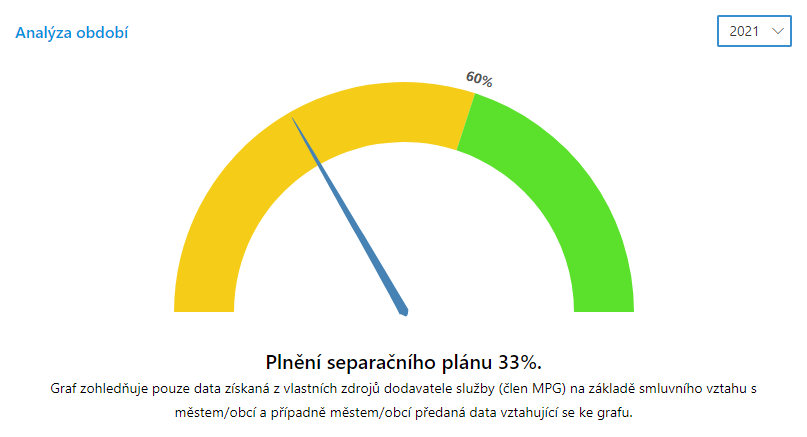 Analýza období
2021
60%
Plnění separačního plánu 33%.
Graf zohledňuje pouze data získaná z vlastních zdrojů dodavatele služby (člen MPG) na základě smluvního vztahu s
městem/obcí a případně městem/obcí předaná data vztahující se ke grafu.